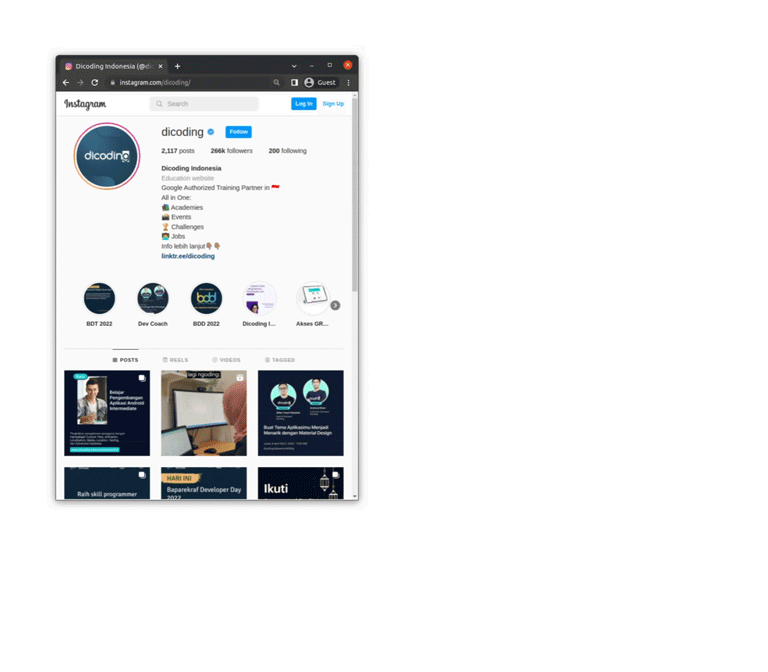 Dicoding Indonesia (@di
instagram.com/dicoding/
Guest
Instagram
Search
Log In
Sign Up
dicoding
dicoding
Follow
2,117 posts
266k followers
200 following
Dicoding Indonesia
Education website
Google Authorized Training Partner in
All in One:
Academies
Events
Challenges
Jobs
Info lebih lanjut
linktr.ee/dicoding
bdd
BDT 2022
Dev Coach
BDD 2022
Dicoding I...
Akses GR...
POSTS
REELS
VIDEOS
TAGGED
Belajar
Pengembangan
Aplikasi Android
Intermediate
lagi ngoding:
Buat Tema Aplikasimu Menjadi
Menarik dengan Material Design
Raih skill programmer
HARI INI
Baparekraf Developer Day
2022
Ikuti